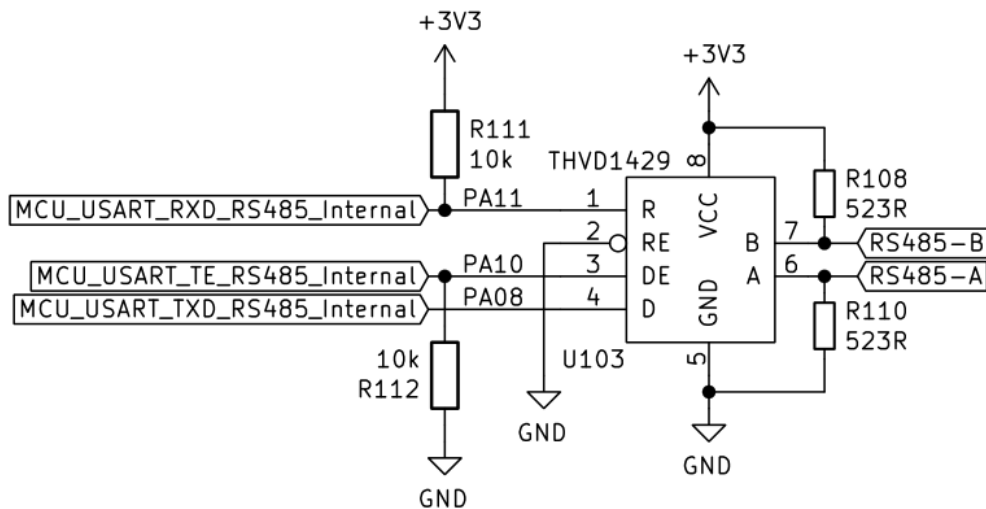 +3V3
+3V3
R111
10k
THVD1429
8
R108
523R
MCU_USART_RXD_RS485_Internal
PA11
1
R
VCC
2
RE
B
7
RS485-B
MCU_USART_TE_RS485_Internal
PA10
3
DE
A
6
RS485-A
MCU_USART_TXD_RS485_Internal
PA08
4
D
GND
R110
523R
10k
R112
U103
5
GND
GND
GND